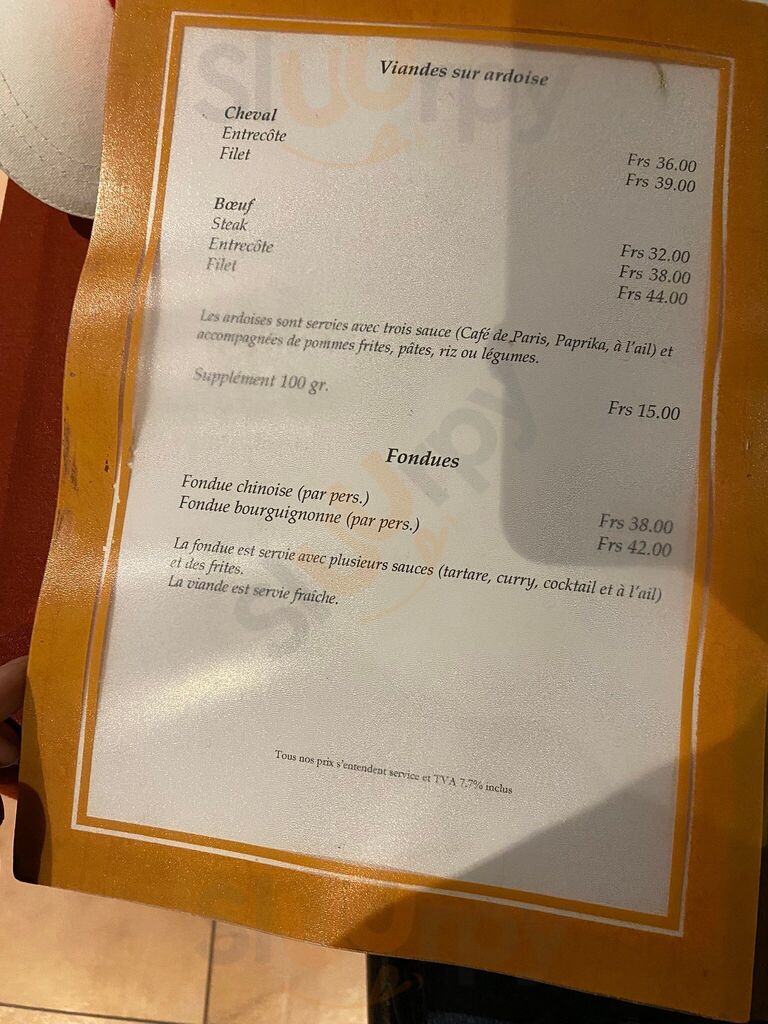 Viandes sur ardoise
Cheval
Entrecôte Frs 36.00
Filet Frs 39.00
Bœuf
Steak Frs 32.00
Entrecôte Frs 38.00
Filet Frs 44.00
Les ardoises sont servies avec trois sauce (Café de Paris, Paprika, à l'ail) et
accompagnées de pommes frites, pâtes, riz ou légumes.
Supplément 100 gr. Frs 15.00
Fondues
Fondue chinoise (par pers.) Frs 38.00
Fondue bourguignonne (par pers.) Frs 42.00
La fondue est servie avec plusieurs sauces (tartare, curry, cocktail et à l'ail)
et des frites.
La viande est servie fraîche.
Tous nos prix s'entendent service et TVA 7,7% inclus
sluurpy
sluurpy
sluurpy